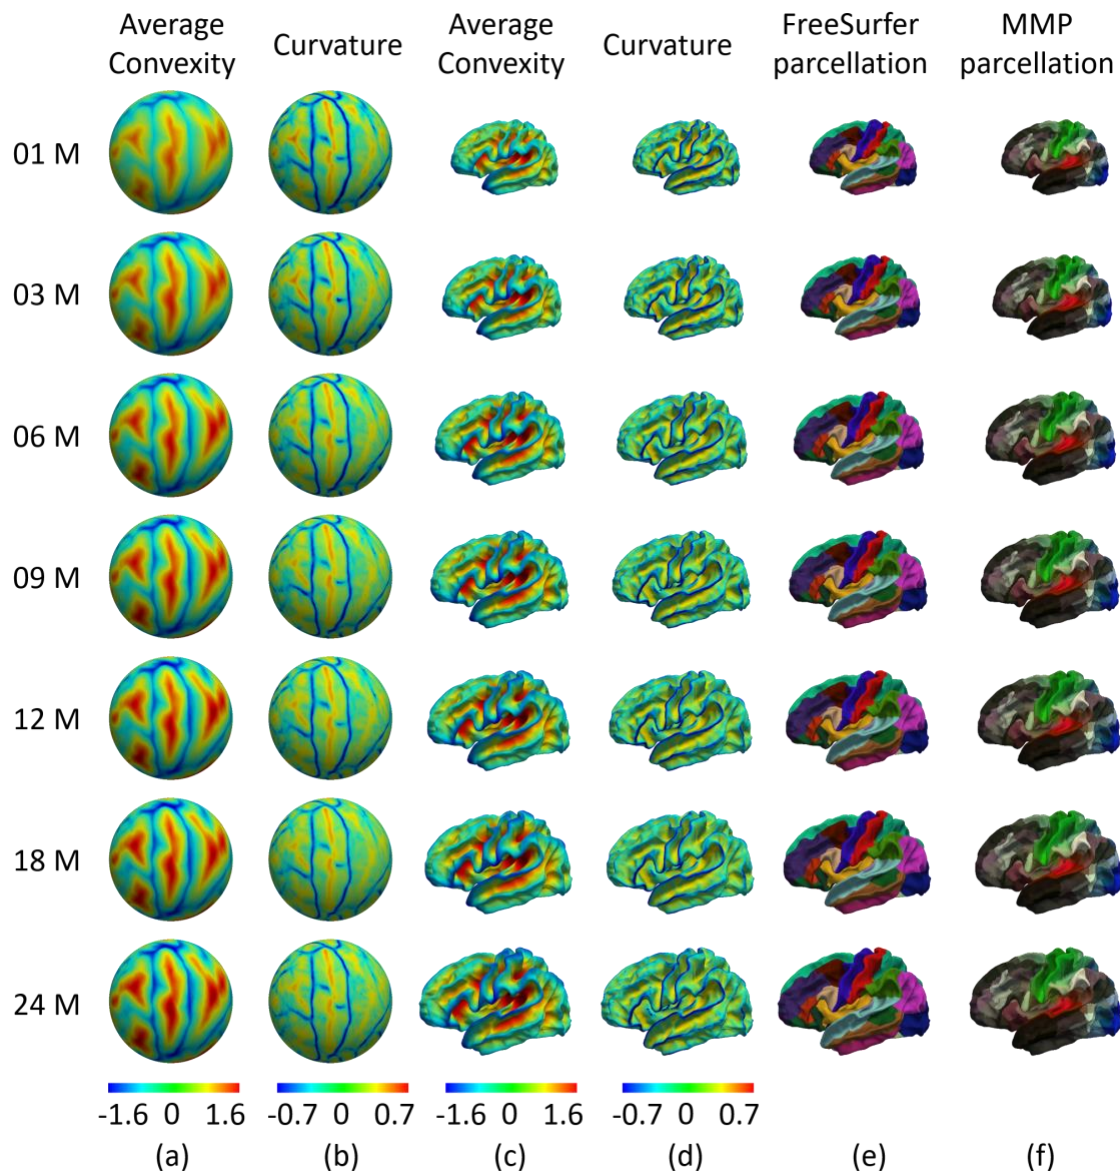 Average Convexity
Curvature
Average Convexity
Curvature
FreeSurfer parcellation
MMP parcellation
01 M
03 M
06 M
09 M
12 M
18 M
24 M
-1.6 0 1.6
-0.7 0 0.7
-1.6 0 1.6
-0.7 0 0.7
(a) (b) (c) (d) (e) (f)